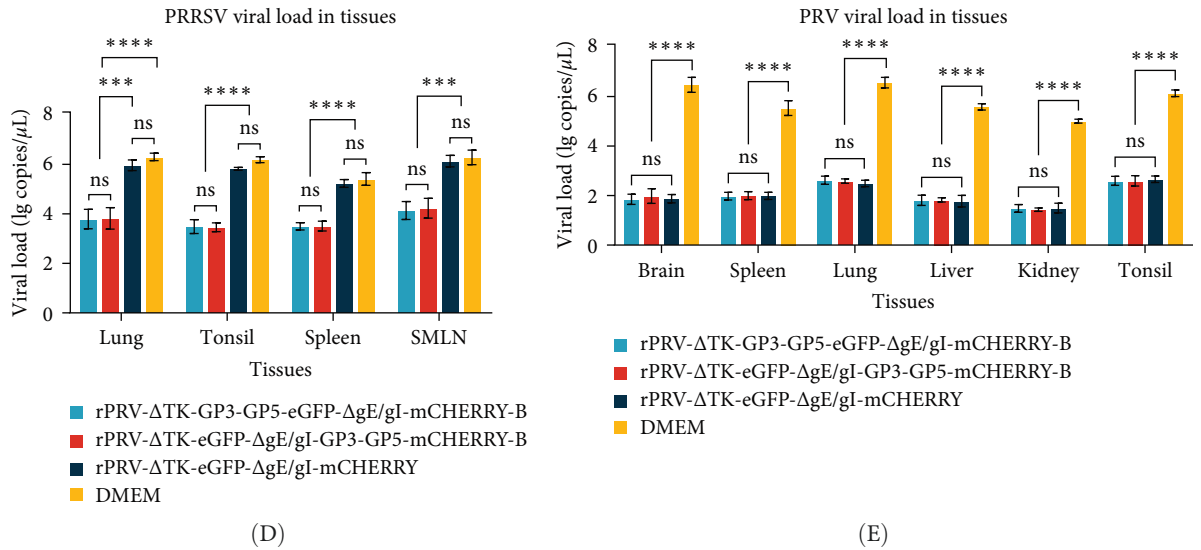 PRRSV viral load in tissues
****
***
ns
ns
****
ns
ns
****
ns
ns
***
ns
ns
Viral load (lg copies/μL)
8
6
4
2
0
Lung Tonsil Spleen SMLN
Tissues
rPRV-ΔTK-GP3-GP5-eGFP-ΔgE/gI-mCHERRY-B
rPRV-ΔTK-eGFP-ΔgE/gI-GP3-GP5-mCHERRY-B
rPRV-ΔTK-eGFP-ΔgE/gI-mCHERRY
DMEM
(D)
PRV viral load in tissues
****
ns
****
ns
****
ns
****
ns
****
ns
****
ns
Viral load (lg copies/μL)
8
6
4
2
0
Brain Spleen Lung Liver Kidney Tonsil
Tissues
rPRV-ΔTK-GP3-GP5-eGFP-ΔgE/gI-mCHERRY-B
rPRV-ΔTK-eGFP-ΔgE/gI-GP3-GP5-mCHERRY-B
rPRV-ΔTK-eGFP-ΔgE/gI-mCHERRY
DMEM
(E)